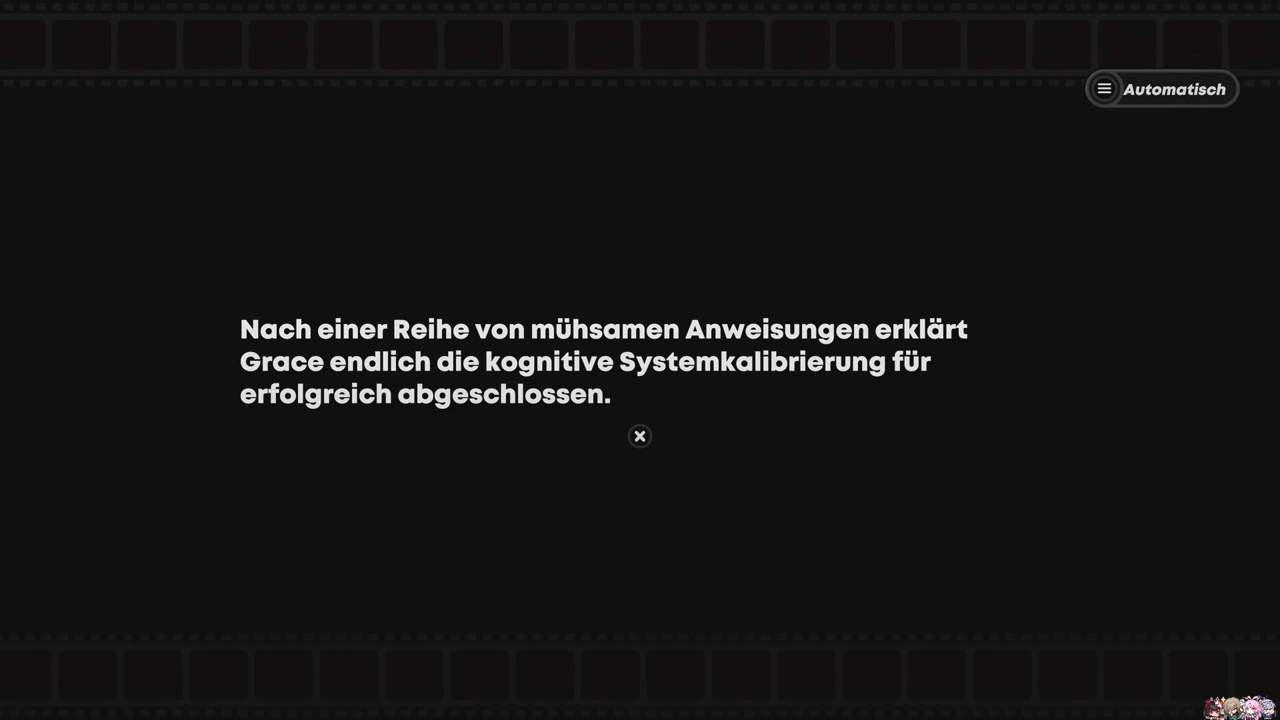 Automatisch
Nach einer Reihe von mühsamen Anweisungen erklärt
Grace endlich die kognitive Systemkalibrierung für
erfolgreich abgeschlossen.